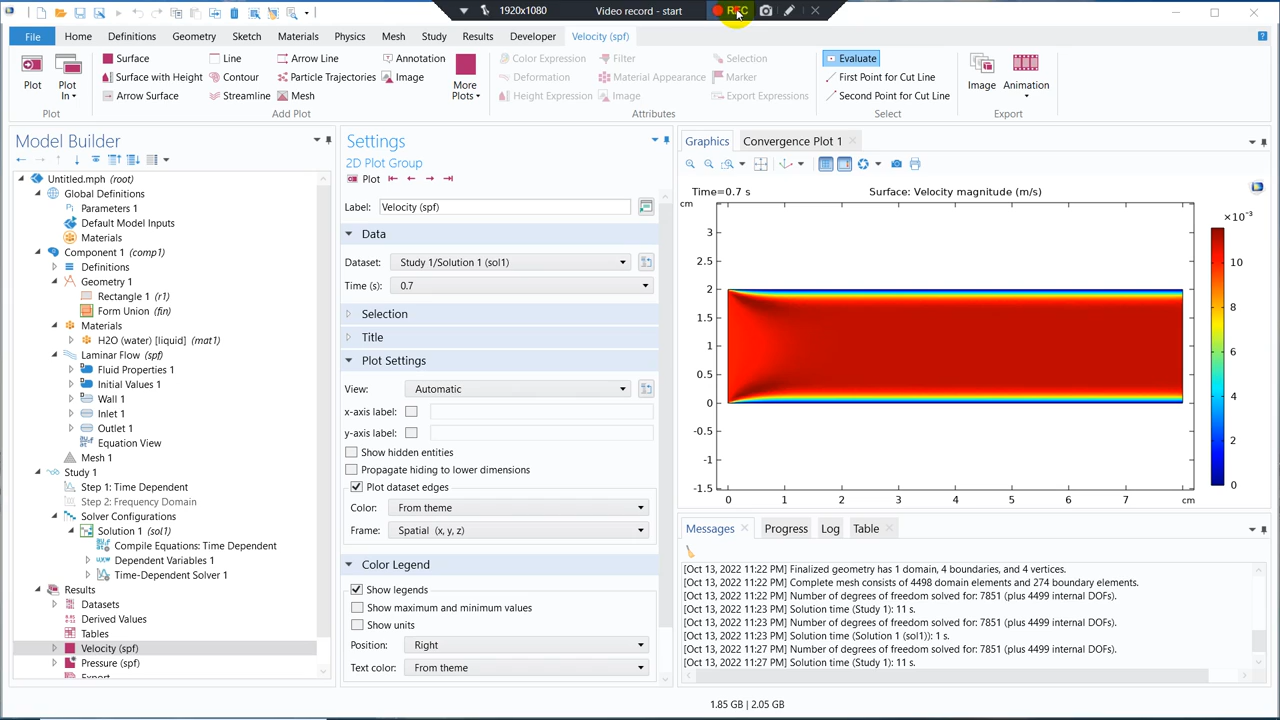 1920x1080
Video record - start
REC
File
Home
Definitions
Geometry
Sketch
Materials
Physics
Mesh
Study
Results
Developer
Velocity (spf)
Plot
Plot In
Plot
Surface
Surface with Height
Arrow Surface
Line
Contour
Streamline
Arrow Line
Particle Trajectories
Mesh
Annotation
Image
More Plots
Add Plot
Color Expression
Deformation
Height Expression
Filter
Material Appearance
Image
Selection
Marker
Export Expressions
Attributes
Evaluate
First Point for Cut Line
Second Point for Cut Line
Select
Image
Animation
Export
Model Builder
Untitled.mph (root)
Global Definitions
Parameters 1
Default Model Inputs
Materials
Component 1 (comp1)
Definitions
Geometry 1
Rectangle 1 (r1)
Form Union (fin)
Materials
H2O (water) [liquid] (mat1)
Laminar Flow (spf)
Fluid Properties 1
Initial Values 1
Wall 1
Inlet 1
Outlet 1
Equation View
Mesh 1
Study 1
Step 1: Time Dependent
Step 2: Frequency Domain
Solver Configurations
Solution 1 (sol1)
Compile Equations: Time Dependent
Dependent Variables 1
Time-Dependent Solver 1
Results
Datasets
Derived Values
Tables
Velocity (spf)
Pressure (spf)
Export
Settings
2D Plot Group
Plot
Label: Velocity (spf)
Data
Dataset: Study 1/Solution 1 (sol1)
Time (s): 0.7
Selection
Title
Plot Settings
View: Automatic
x-axis label:
y-axis label:
Show hidden entities
Propagate hiding to lower dimensions
Plot dataset edges
Color: From theme
Frame: Spatial (x, y, z)
Color Legend
Show legends
Show maximum and minimum values
Show units
Position: Right
Text color: From theme
Graphics
Convergence Plot 1
Time=0.7 s
Surface: Velocity magnitude (m/s)
cm
3
2.5
2
1.5
1
0.5
0
-0.5
-1
-1.5
0 1 2 3 4 5 6 7 cm
×10⁻³
10
8
6
4
2
0
Messages
Progress
Log
Table
[Oct 13, 2022 11:22 PM] Finalized geometry has 1 domain, 4 boundaries, and 4 vertices.
[Oct 13, 2022 11:22 PM] Complete mesh consists of 4498 domain elements and 274 boundary elements.
[Oct 13, 2022 11:22 PM] Number of degrees of freedom solved for: 7851 (plus 4499 internal DOFs).
[Oct 13, 2022 11:23 PM] Solution time (Study 1): 11 s.
[Oct 13, 2022 11:23 PM] Number of degrees of freedom solved for: 7851 (plus 4499 internal DOFs).
[Oct 13, 2022 11:23 PM] Solution time (Solution 1 (sol1)): 1 s.
[Oct 13, 2022 11:27 PM] Number of degrees of freedom solved for: 7851 (plus 4499 internal DOFs).
[Oct 13, 2022 11:27 PM] Solution time (Study 1): 11 s.
1.85 GB | 2.05 GB